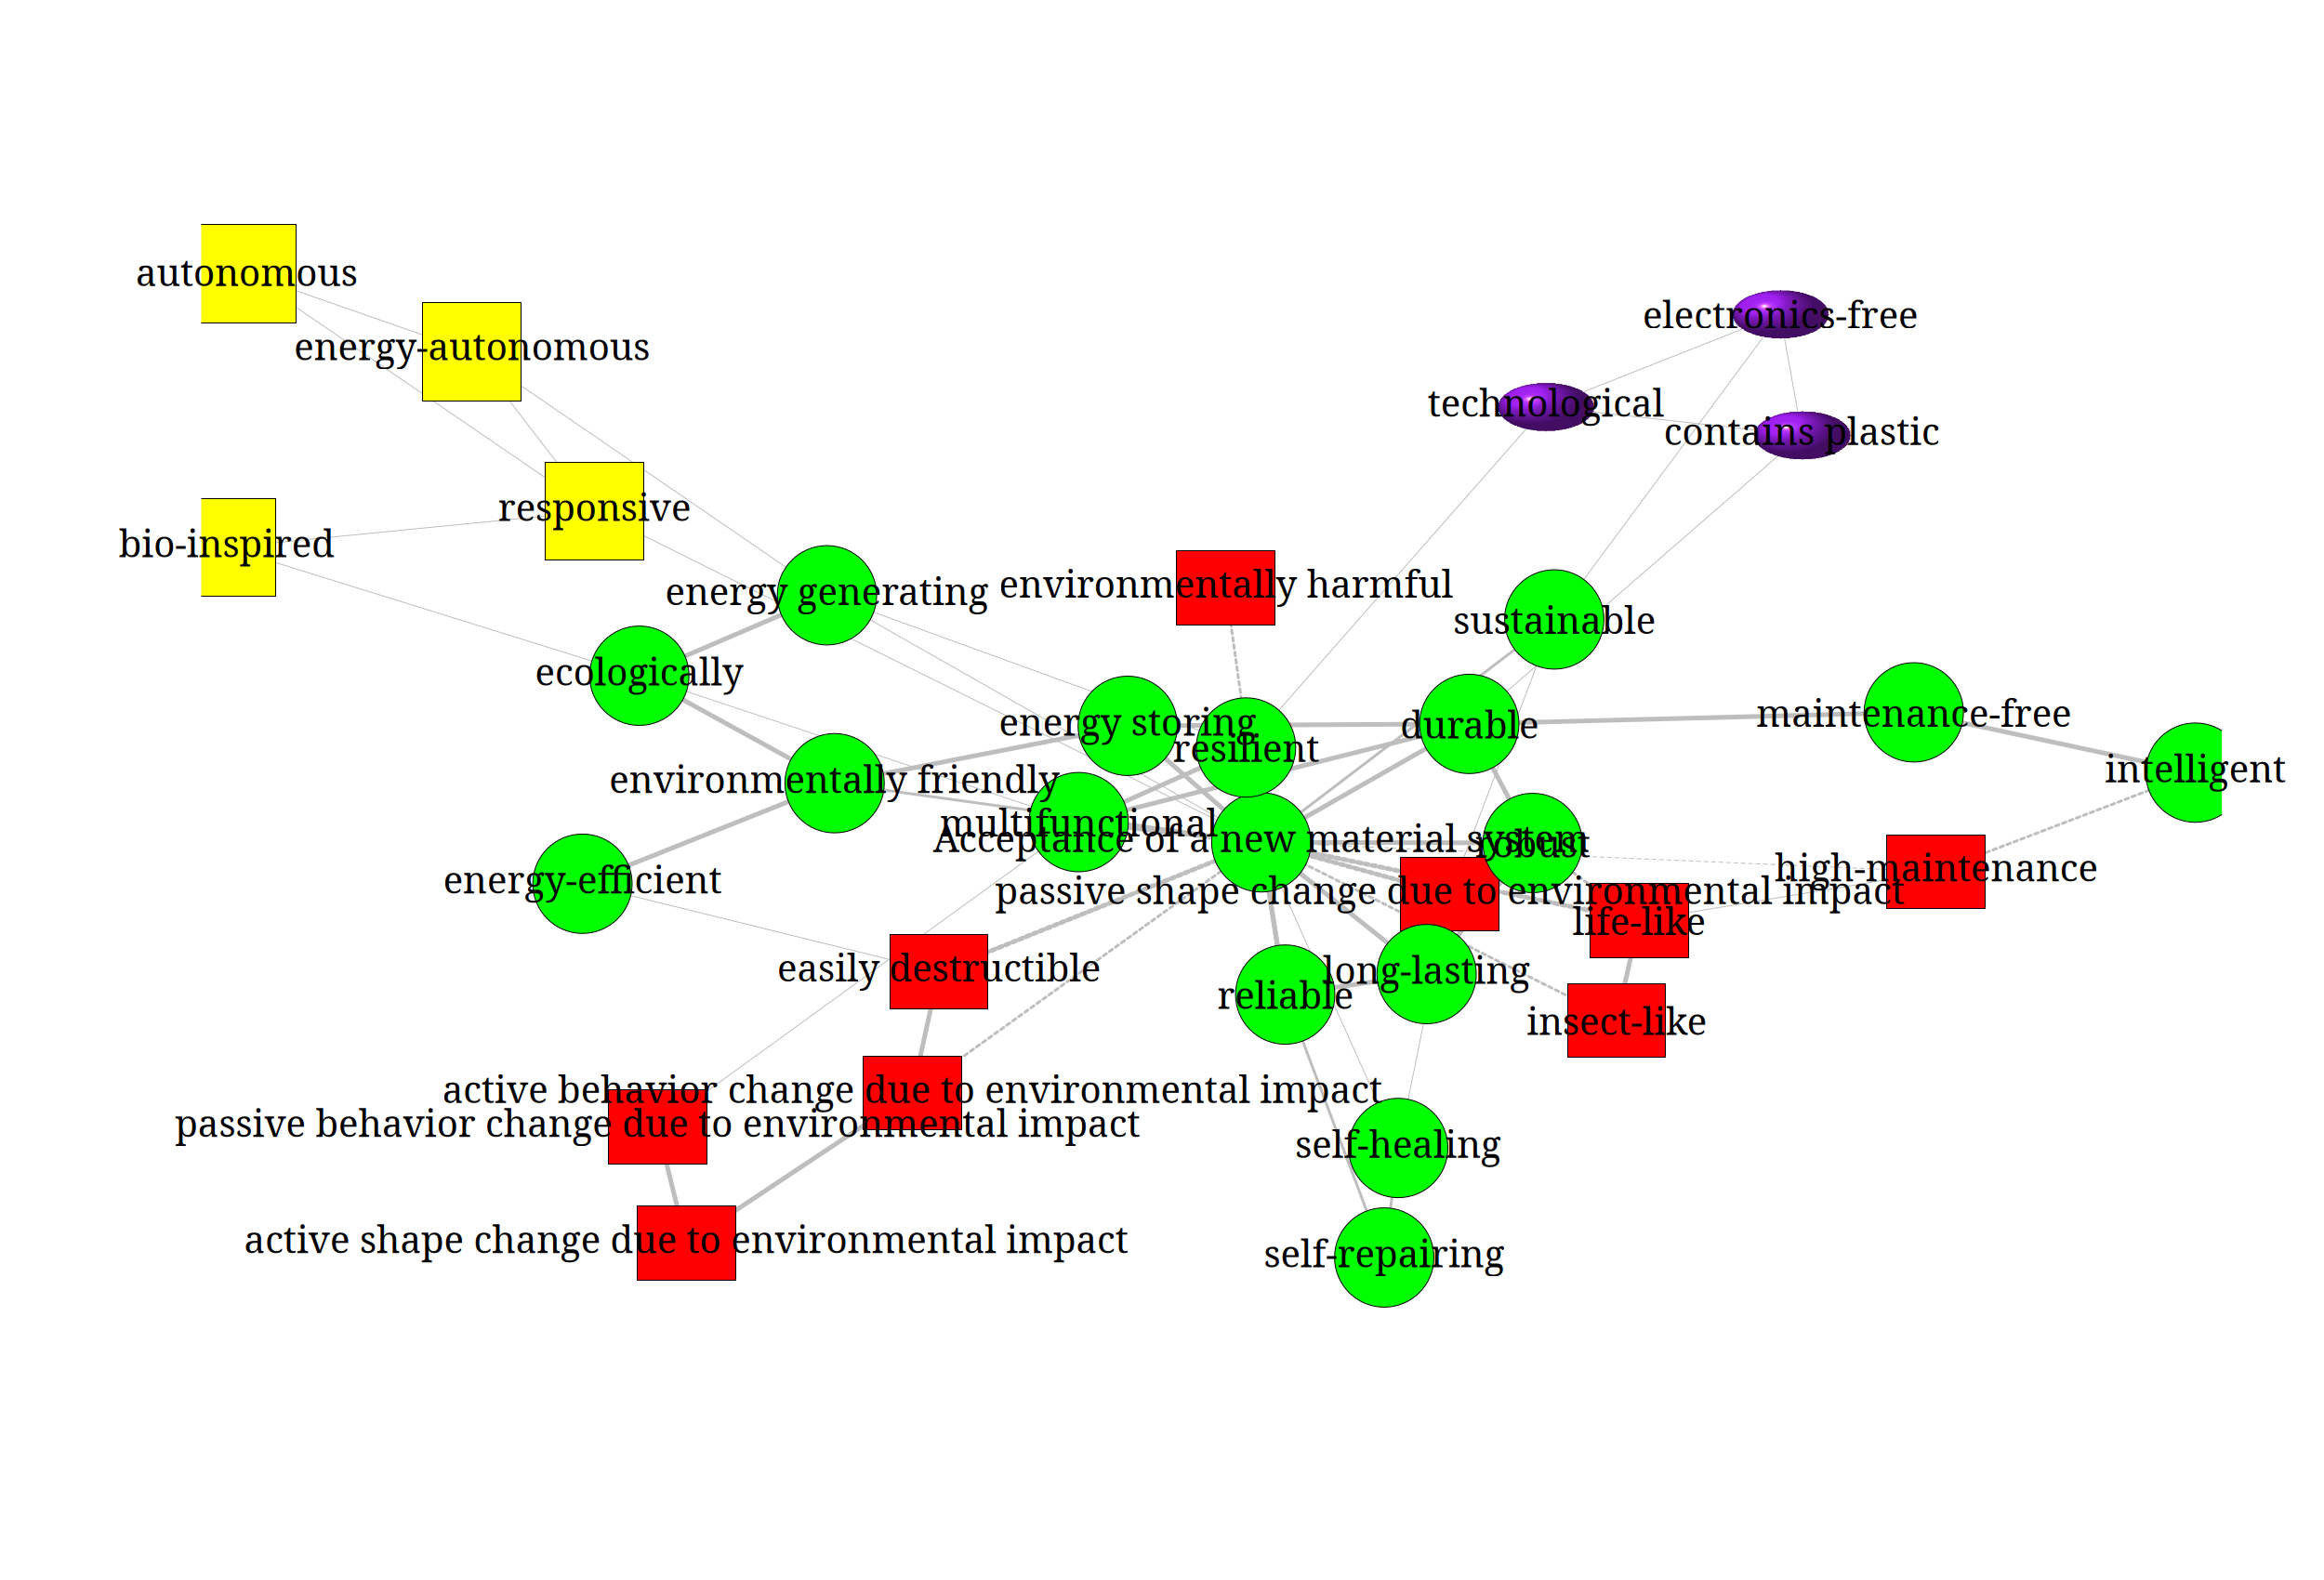 autonomous
electronics-free
energy-autonomous
technological
contains plastic
responsive
bio-inspired
energy generating
environmentally harmful
sustainable
ecologically
energy storing
durable
maintenance-free
resilient
intelligent
environmentally friendly
multifunctional
Acceptance of a new material system
robust
high-maintenance
energy-efficient
passive shape change due to environmental impact
life-like
easily destructible
long-lasting
reliable
insect-like
active behavior change due to environmental impact
passive behavior change due to environmental impact
self-healing
active shape change due to environmental impact
self-repairing